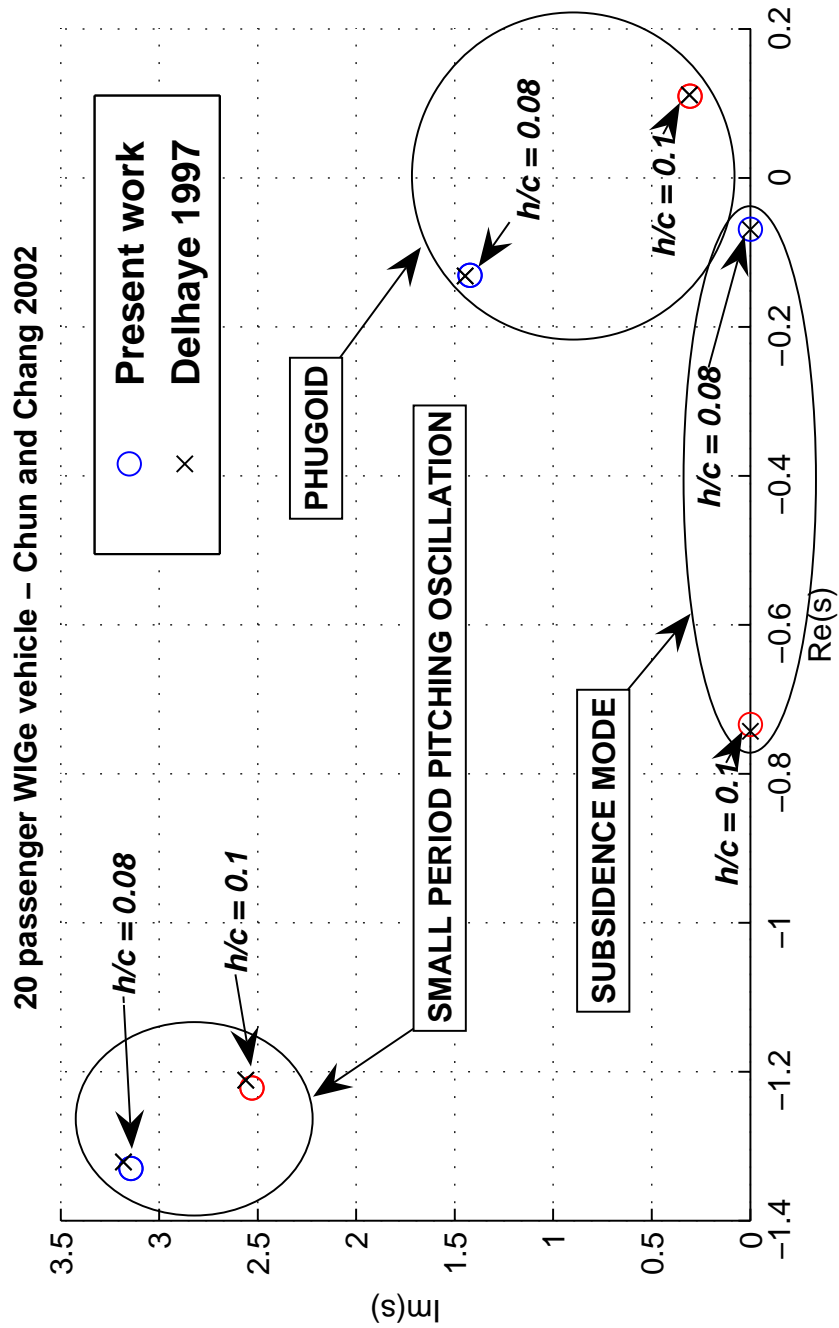 20 passenger WIGe vehicle – Chun and Chang 2002
Present work
Delhaye 1997
h/c = 0.08
h/c = 0.1
SMALL PERIOD PITCHING OSCILLATION
PHUGOID
h/c = 0.08
h/c = 0.1
SUBSIDENCE MODE
h/c = 0.1
h/c = 0.08
Im(s)
3.5
3
2.5
2
1.5
1
0.5
0
−1.4
−1.2
−1
−0.8
−0.6
−0.4
−0.2
0
0.2
Re(s)